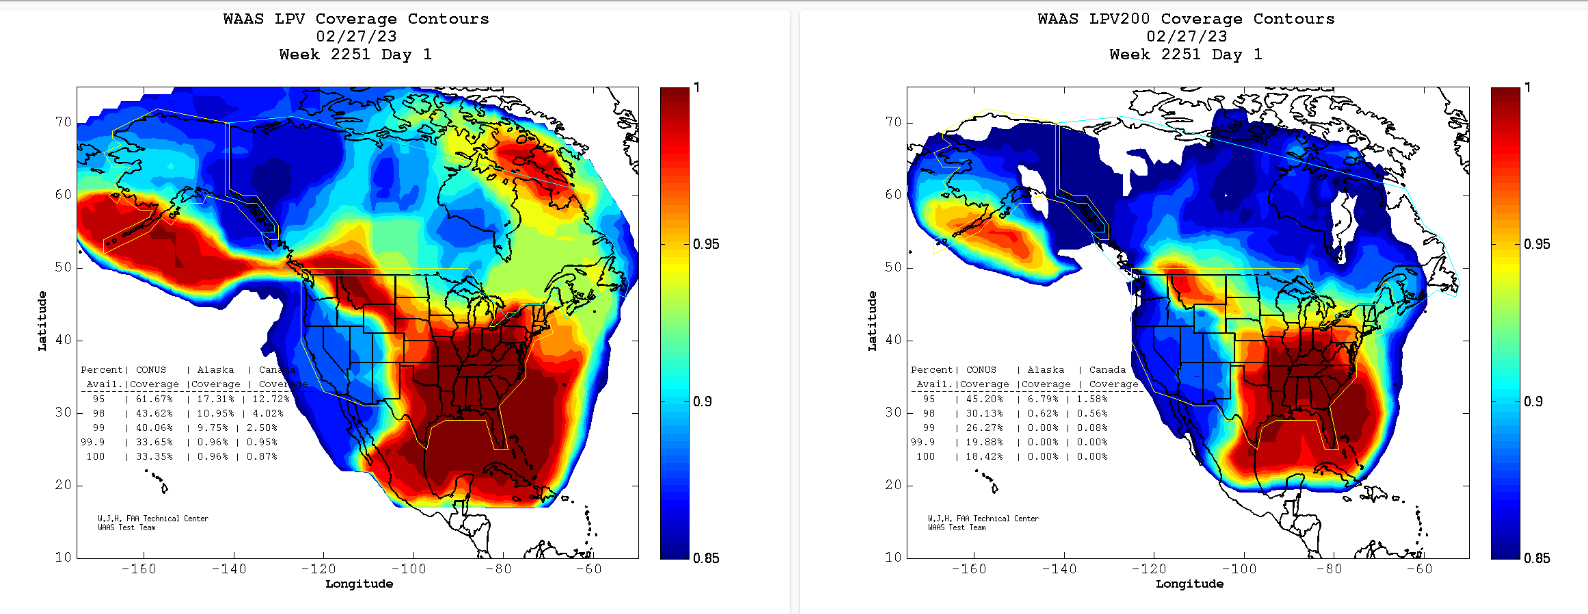 WAAS LPV Coverage Contours
02/27/23
Week 2251 Day 1
70
60
50
40
30
20
10
Latitude
Percent| CONUS | Alaska | Canada
Avail.|Coverage |Coverage | Coverage
95 | 61.67% | 17.31% | 12.72%
98 | 43.62% | 10.95% | 4.02%
99 | 40.06% | 9.75% | 2.50%
99.9 | 33.65% | 0.96% | 0.95%
100 | 33.35% | 0.96% | 0.87%
W.J.H. FAA Technical Center
WAAS Test Team
-160 -140 -120 -100 -80 -60
Longitude
1
0.95
0.9
0.85
WAAS LPV200 Coverage Contours
02/27/23
Week 2251 Day 1
70
60
50
40
30
20
10
Latitude
Percent| CONUS | Alaska | Canada
Avail.|Coverage |Coverage | Coverage
95 | 45.20% | 6.79% | 1.58%
98 | 30.13% | 0.62% | 0.56%
99 | 26.27% | 0.00% | 0.08%
99.9 | 19.88% | 0.00% | 0.00%
100 | 18.42% | 0.00% | 0.00%
W.J.H. FAA Technical Center
WAAS Test Team
-160 -140 -120 -100 -80 -60
Longitude
1
0.95
0.9
0.85